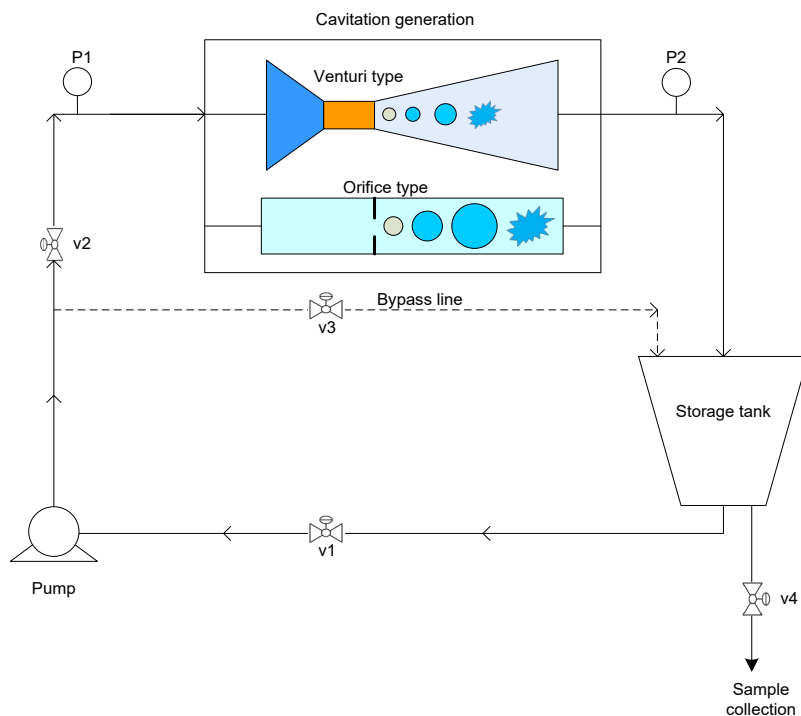 Cavitation generation
P1
P2
Venturi type
Orifice type
v2
Bypass line
v3
Storage tank
v1
Pump
v4
Sample
collection